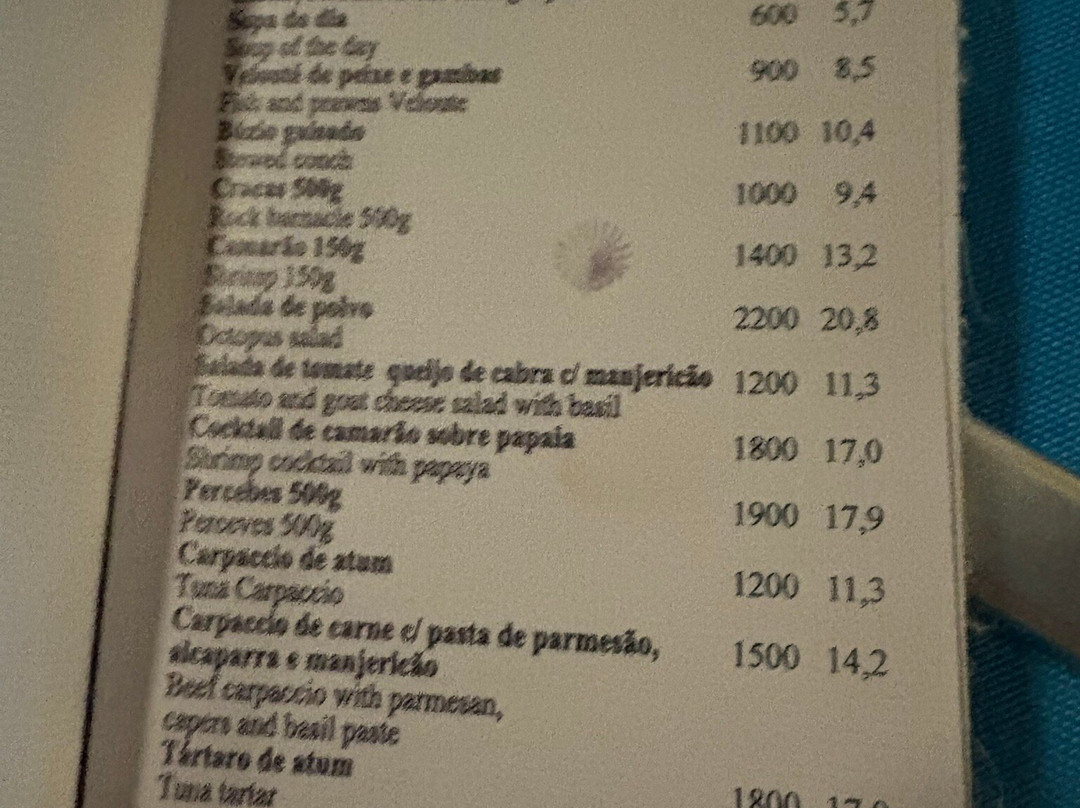 Sopa do dia 600 5,7
Soup of the day
Velouté de peixe e gambas 900 8,5
Fish and prawns Veloute
Búzio guisado 1100 10,4
Stewed conch
Cracas 500g 1000 9,4
Rock barnacle 500g
Camarão 150g 1400 13,2
Shrimp 150g
Salada de polvo 2200 20,8
Octopus salad
Salada de tomate queijo de cabra c/ manjericão 1200 11,3
Tomato and goat cheese salad with basil
Cocktail de camarão sobre papaia 1800 17,0
Shrimp cocktail with papaya
Percebes 500g 1900 17,9
Perceves 500g
Carpaccio de atum 1200 11,3
Tuna Carpaccio
Carpaccio de carne c/ pasta de parmesão, 1500 14,2
alcaparra e manjericão
Beef carpaccio with parmesan,
capers and basil paste
Tártaro de atum
Tuna tartar 1800